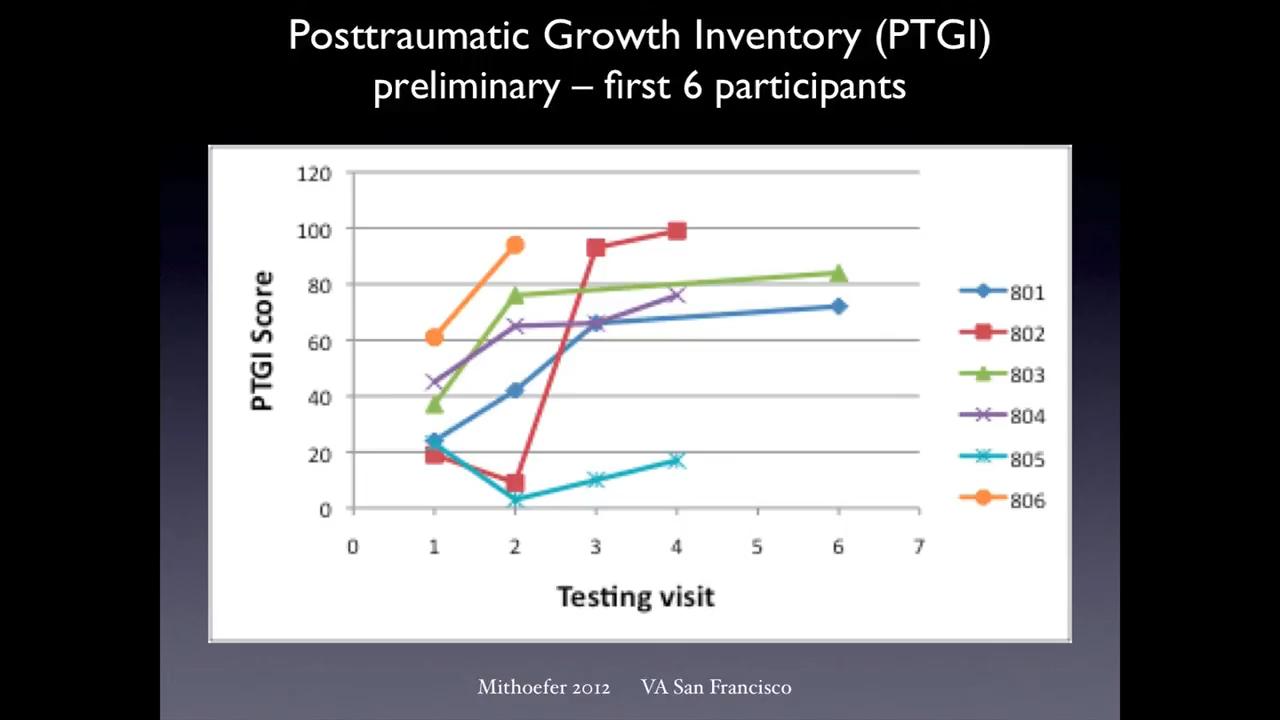 Posttraumatic Growth Inventory (PTGI)
preliminary – first 6 participants
120
100
80
60
40
20
0
PTGI Score
0 1 2 3 4 5 6 7
Testing visit
801
802
803
804
805
806
Mithoefer 2012 VA San Francisco